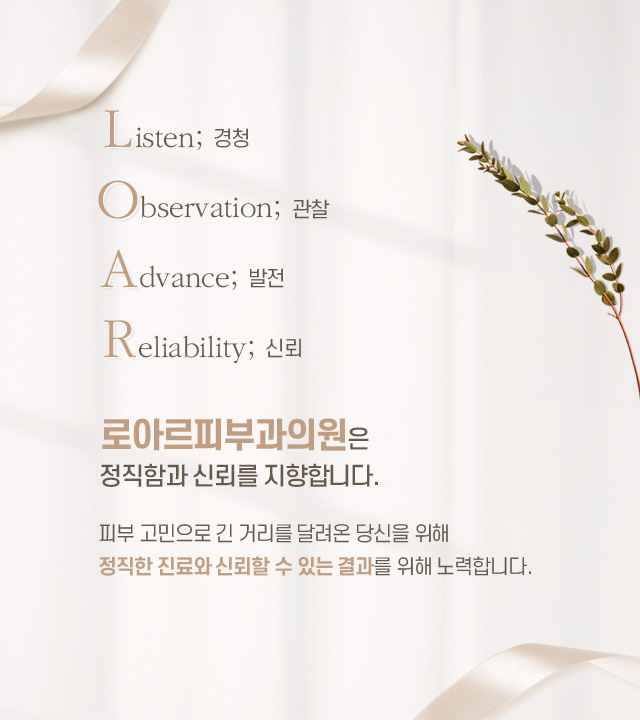 Listen; 경청
Observation; 관찰
Advance; 발전
Reliability; 신뢰
로아르피부과의원은
정직함과 신뢰를 지향합니다.
피부 고민으로 긴 거리를 달려온 당신을 위해
정직한 진료와 신뢰할 수 있는 결과를 위해 노력합니다.